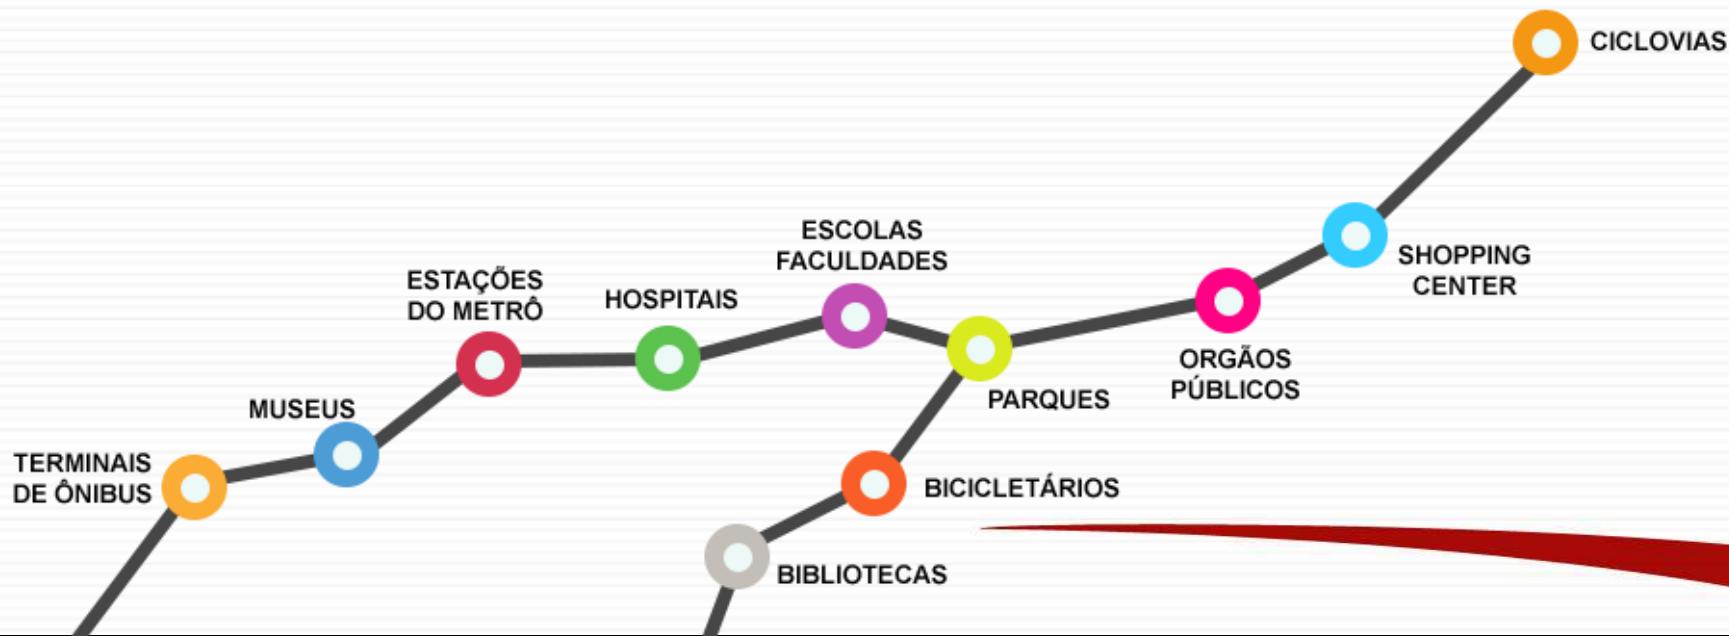 CICLOVIAS
ESCOLAS
FACULDADES
SHOPPING
CENTER
ESTAÇÕES
DO METRÔ
HOSPITAIS
ORGÃOS
PÚBLICOS
PARQUES
MUSEUS
TERMINAIS
DE ÔNIBUS
BICICLETÁRIOS
BIBLIOTECAS